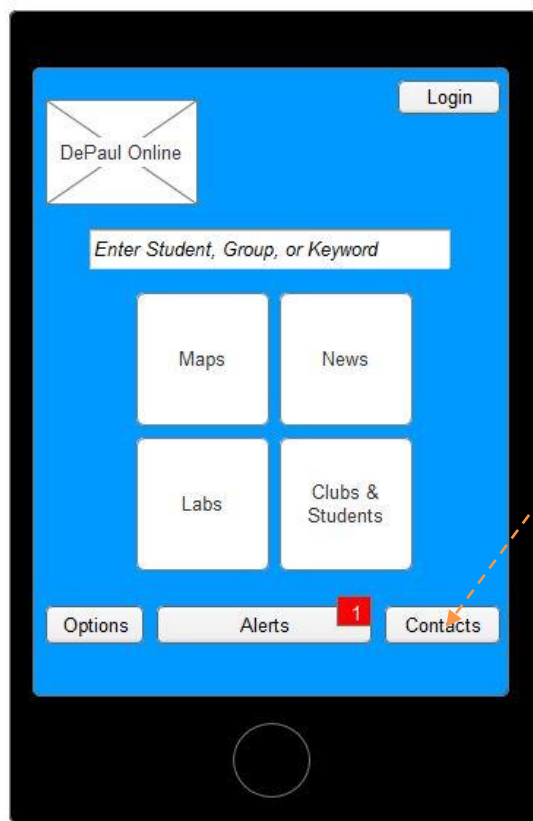 Login
DePaul Online
Enter Student, Group, or Keyword
Maps
News
Labs
Clubs &
Students
Options
Alerts
1
Contacts